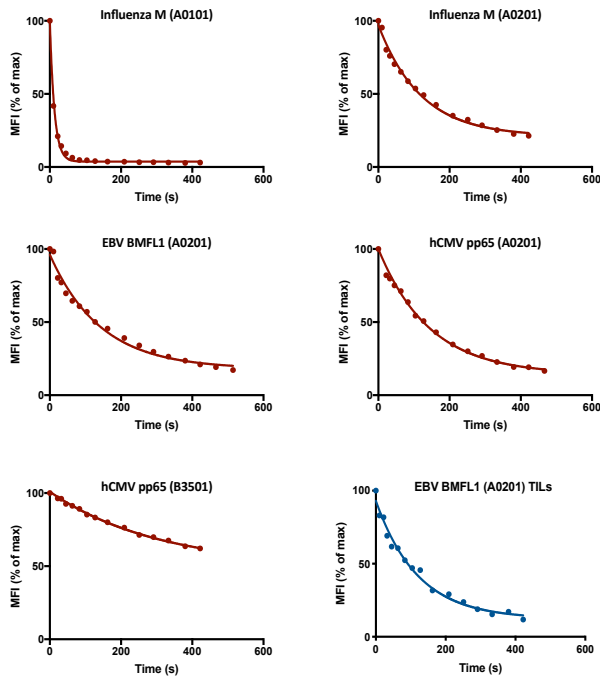 Influenza M (A0101)
MFI (% of max)
100
50
0
0 200 400 600
Time (s)
Influenza M (A0201)
MFI (% of max)
100
50
0
0 200 400 600
Time (s)
EBV BMFL1 (A0201)
MFI (% of max)
100
50
0
0 200 400 600
Time (s)
hCMV pp65 (A0201)
MFI (% of max)
100
50
0
0 200 400 600
Time (s)
hCMV pp65 (B3501)
MFI (% of max)
100
50
0
0 200 400 600
Time (s)
EBV BMFL1 (A0201) TILs
MFI (% of max)
100
50
0
0 200 400 600
Time (s)